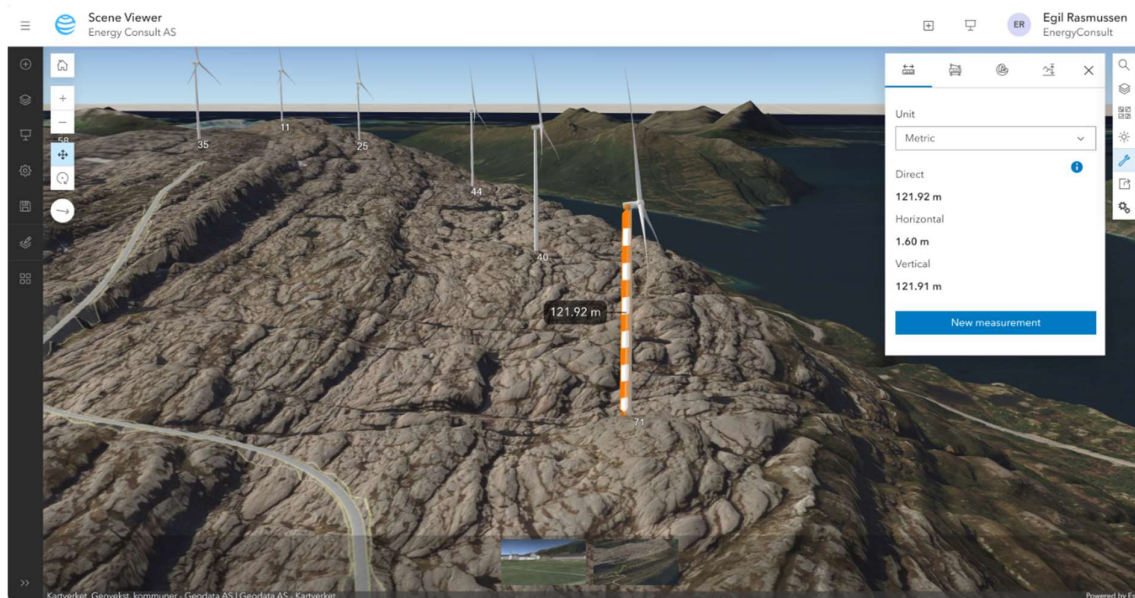 Scene Viewer
Energy Consult AS
ER
Egil Rasmussen
EnergyConsult
58
35
11
25
44
40
71
121.92 m
Unit
Metric
Direct
121.92 m
Horizontal
1.60 m
Vertical
121.91 m
New measurement
Kartverket, Geovekst, kommuner - Geodata AS | Geodata AS - Kartverket
Powered by Es